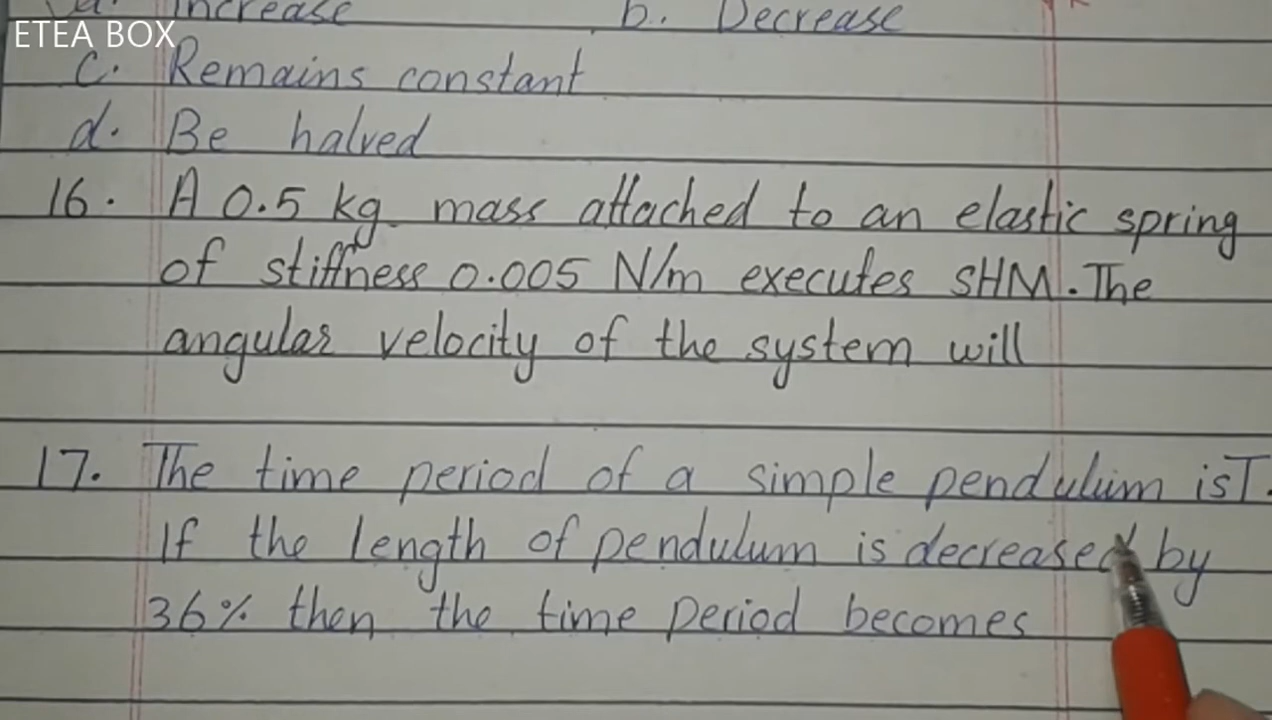 a. Increase b. Decrease
ETEA BOX
c. Remains constant
d. Be halved
16. A 0.5 kg mass attached to an elastic spring
of stiffness 0.005 N/m executes SHM. The
angular velocity of the system will
17. The time period of a simple pendulum is T.
If the length of pendulum is decreased by
36% then the time period becomes